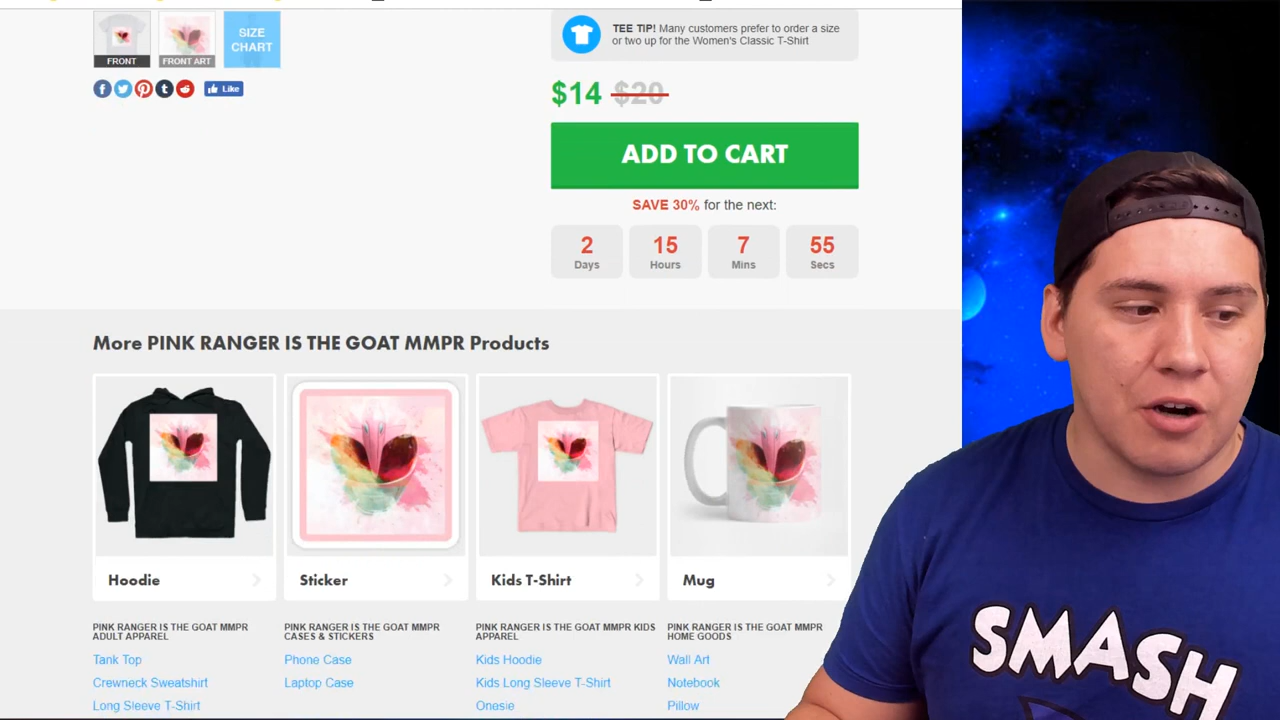 FRONT
FRONT ART
SIZE
CHART
Like
TEE TIP! Many customers prefer to order a size
or two up for the Women's Classic T-Shirt
$14 $20
ADD TO CART
SAVE 30% for the next:
2 15 7 55
Days Hours Mins Secs
More PINK RANGER IS THE GOAT MMPR Products
Hoodie
Sticker
Kids T-Shirt
Mug
PINK RANGER IS THE GOAT MMPR
ADULT APPAREL
Tank Top
Crewneck Sweatshirt
Long Sleeve T-Shirt
PINK RANGER IS THE GOAT MMPR
CASES & STICKERS
Phone Case
Laptop Case
PINK RANGER IS THE GOAT MMPR KIDS
APPAREL
Kids Hoodie
Kids Long Sleeve T-Shirt
Onesie
PINK RANGER IS THE GOAT MMPR
HOME GOODS
Wall Art
Notebook
Pillow
SMASH